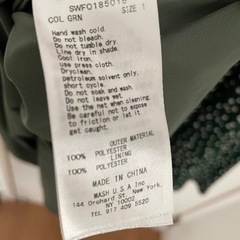 SWFO185016
COL GRN SIZE 1
Hand wash cold.
Do not bleach.
Do not tumble dry.
Line dry in shade.
Cool iron,
use press cloth.
Dryclean,
petroleum solvent only,
short cycle.
Do not soak and wash.
Do not leave wet.
Use the net when cleaning
Be careful not to expose
to friction or let it
get caught.
OUTER MATERIAL
100% POLYESTER
LINING
100% POLYESTER
MADE IN CHINA
MASH U.S.A Inc
144 Orchard St. New York,
NY 10002
TEL 917 409 5520